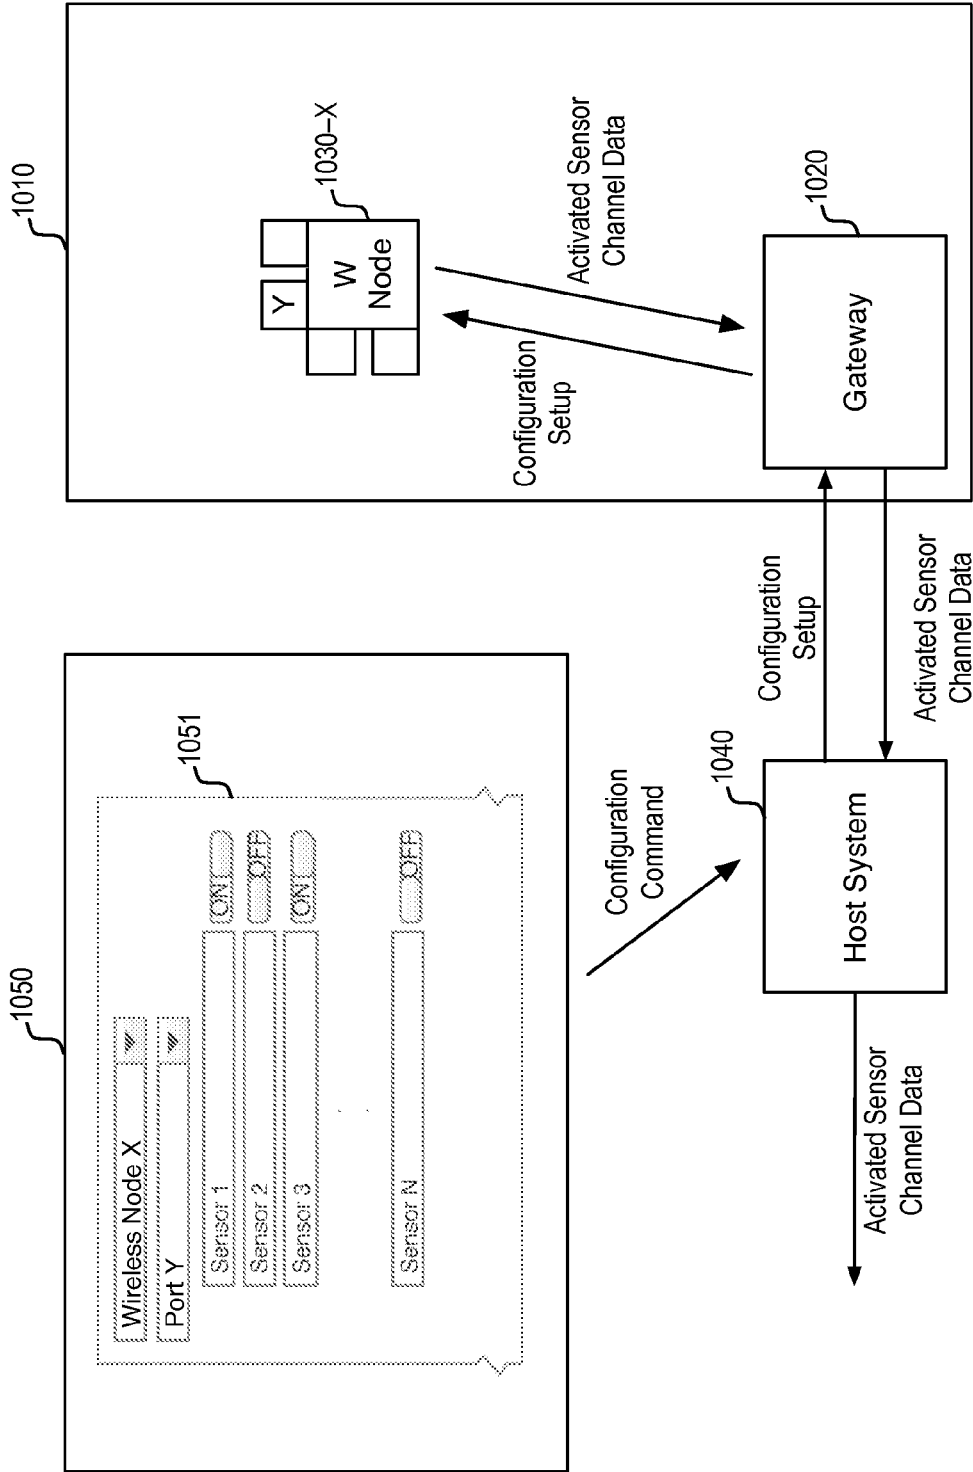 1050
1051
Wireless Node X
Port Y
Sensor 1
ON
Sensor 2
OFF
Sensor 3
ON
Sensor N
OFF
Configuration
Command
1010
Y
W
Node
1030–X
Configuration
Setup
Activated Sensor
Channel Data
Gateway
1020
Configuration
Setup
Activated Sensor
Channel Data
Host System
1040
Activated Sensor
Channel Data